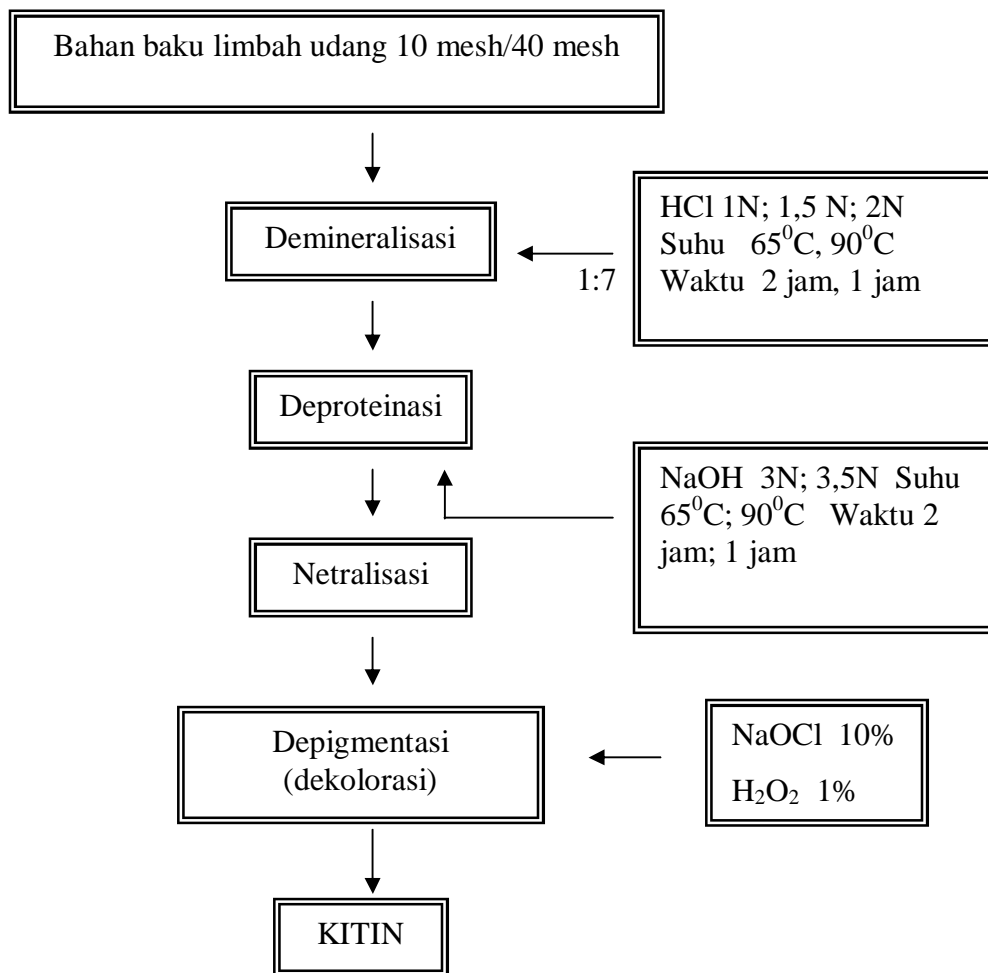 Bahan baku limbah udang 10 mesh/40 mesh
Demineralisasi
HCl 1N; 1,5 N; 2N
Suhu 65⁰C, 90⁰C
Waktu 2 jam, 1 jam
1:7
Deproteinasi
NaOH 3N; 3,5N Suhu
65⁰C; 90⁰C Waktu 2
jam; 1 jam
Netralisasi
Depigmentasi
(dekolorasi)
NaOCl 10%
H₂O₂ 1%
KITIN